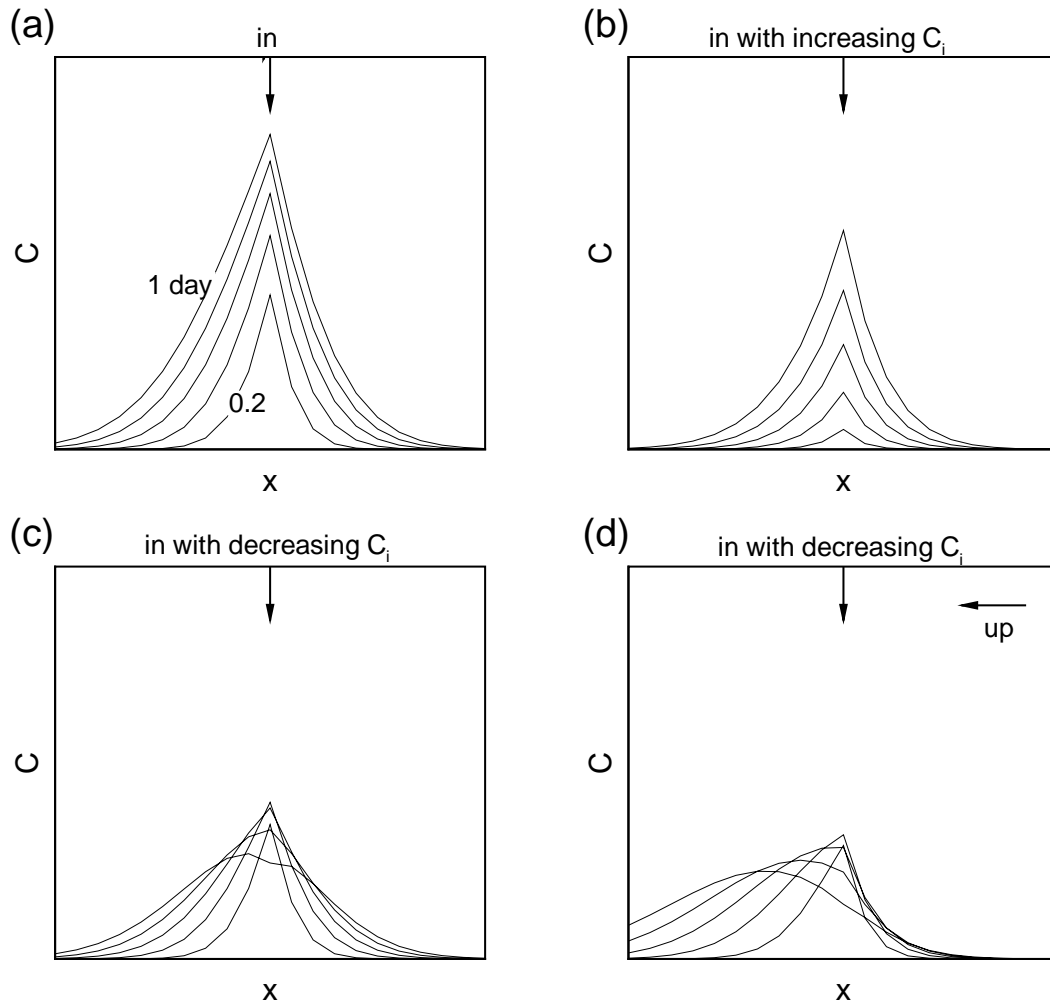 (a)
in
C
1 day
0.2
x
(b)
in with increasing C_i
C
x
(c)
in with decreasing C_i
C
x
(d)
in with decreasing C_i
up
C
x